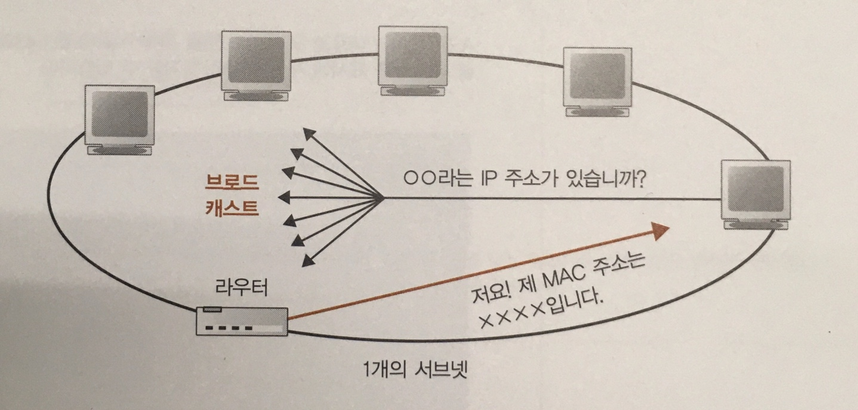 ○○라는 IP 주소가 있습니까?
브로드
캐스트
저요! 제 MAC 주소는
××××입니다.
라우터
1개의 서브넷